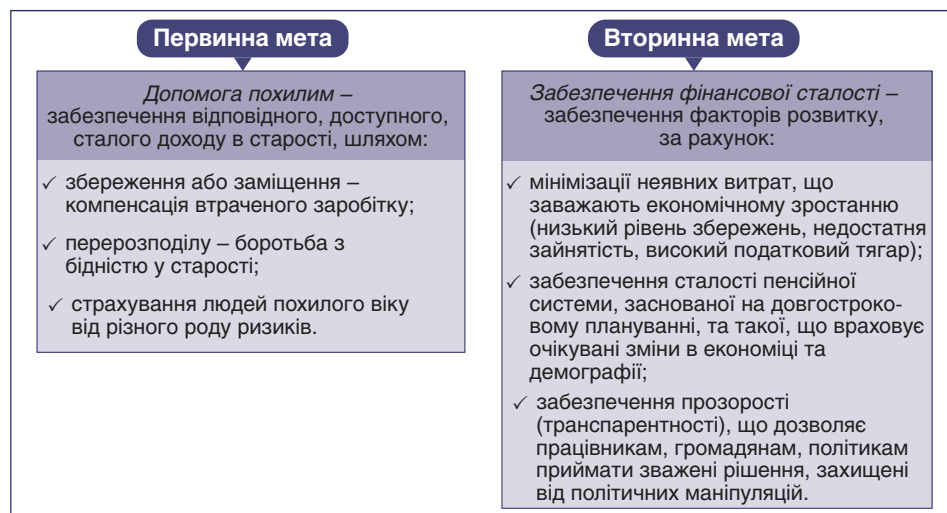 Первинна мета
Допомога похилим –
забезпечення відповідного, доступного,
сталого доходу в старості, шляхом:
✓ збереження або заміщення –
компенсація втраченого заробітку;
✓ перерозподілу – боротьба з
бідністю у старості;
✓ страхування людей похилого віку
від різного роду ризиків.
Вторинна мета
Забезпечення фінансової сталості –
забезпечення факторів розвитку,
за рахунок:
✓ мінімізації неявних витрат, що
заважають економічному зростанню
(низький рівень збережень, недостатня
зайнятість, високий податковий тягар);
✓ забезпечення сталості пенсійної
системи, заснованої на довгостроко-
вому плануванні, та такої, що враховує
очікувані зміни в економіці та
демографії;
✓ забезпечення прозорості
(транспарентності), що дозволяє
працівникам, громадянам, політикам
приймати зважені рішення, захищені
від політичних маніпуляцій.